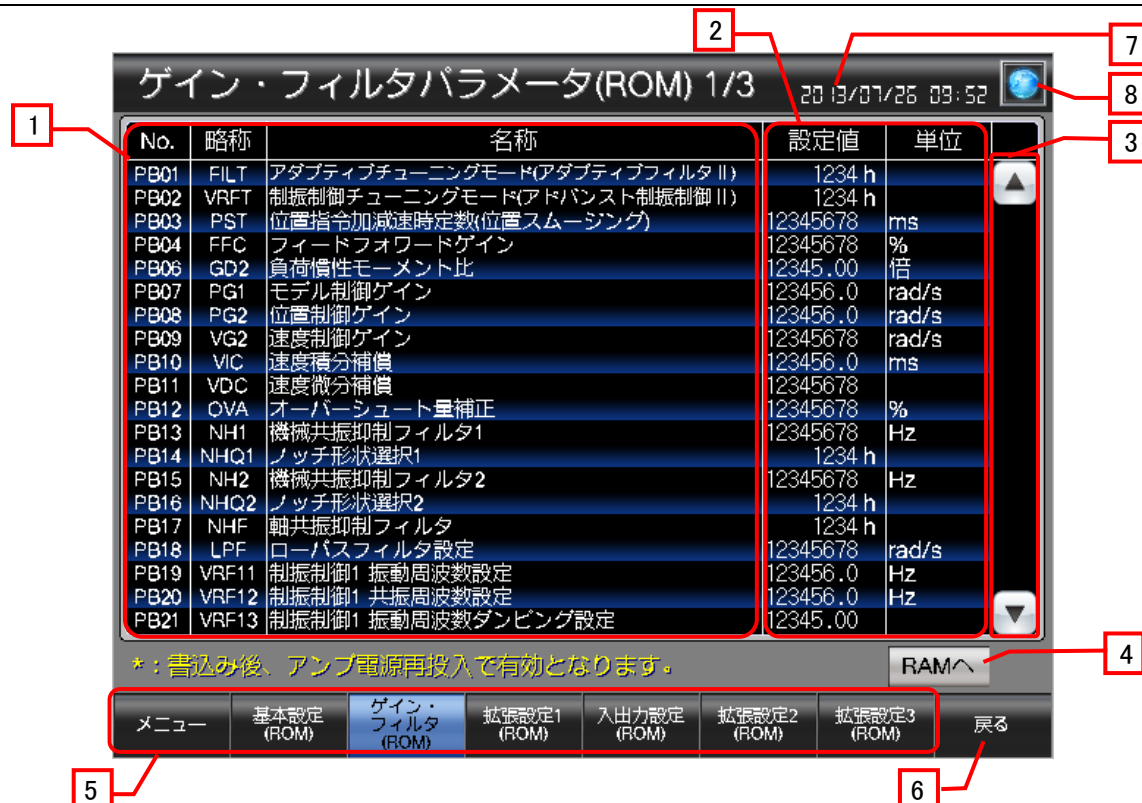 2
7
ゲイン・フィルタパラメータ(ROM) 1/3 2013/07/26 09:52
8
1
3
No. 略称 名称 設定値 単位
PB01 FILT アダプティブチューニングモード(アダプティブフィルタⅡ) 1234 h
PB02 VRFT 制振制御チューニングモード(アドバンスト制振制御Ⅱ) 1234 h
PB03 PST 位置指令加減速時定数(位置スムージング) 12345678 ms
PB04 FFC フィードフォワードゲイン 12345678 %
PB06 GD2 負荷慣性モーメント比 12345.00 倍
PB07 PG1 モデル制御ゲイン 123456.0 rad/s
PB08 PG2 位置制御ゲイン 123456.0 rad/s
PB09 VG2 速度制御ゲイン 123456.0 rad/s
PB10 VIC 速度積分補償 123456.0 ms
PB11 VDC 速度微分補償 12345678
PB12 OVA オーバーシュート量補正 12345678 %
PB13 NH1 機械共振抑制フィルタ1 12345678 Hz
PB14 NHQ1 ノッチ形状選択1 1234 h
PB15 NH2 機械共振抑制フィルタ2 12345678 Hz
PB16 NHQ2 ノッチ形状選択2 1234 h
PB17 NHF 軸共振抑制フィルタ 1234 h
PB18 LPF ローパスフィルタ設定 12345678 rad/s
PB19 VRF11 制振制御1 振動周波数設定 123456.0 Hz
PB20 VRF12 制振制御1 共振周波数設定 123456.0 Hz
PB21 VRF13 制振制御1 振動周波数ダンピング設定 12345.00
*：書込み後、アンプ電源再投入で有効となります。 RAMへ
4
メニュー 基本設定 ゲイン・ 拡張設定1 入出力設定 拡張設定2 拡張設定3 戻る
(ROM) フィルタ (ROM) (ROM) (ROM) (ROM)
(ROM)
5
6